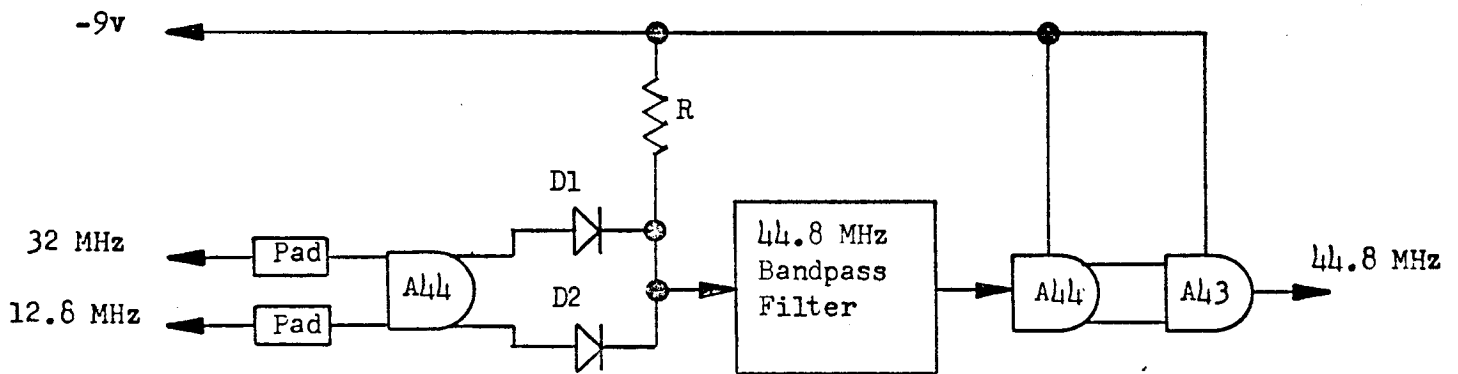 -9v
R
D1
32 MHz
Pad
A44
D2
12.8 MHz
Pad
44.8 MHz
Bandpass
Filter
A44
A43
44.8 MHz